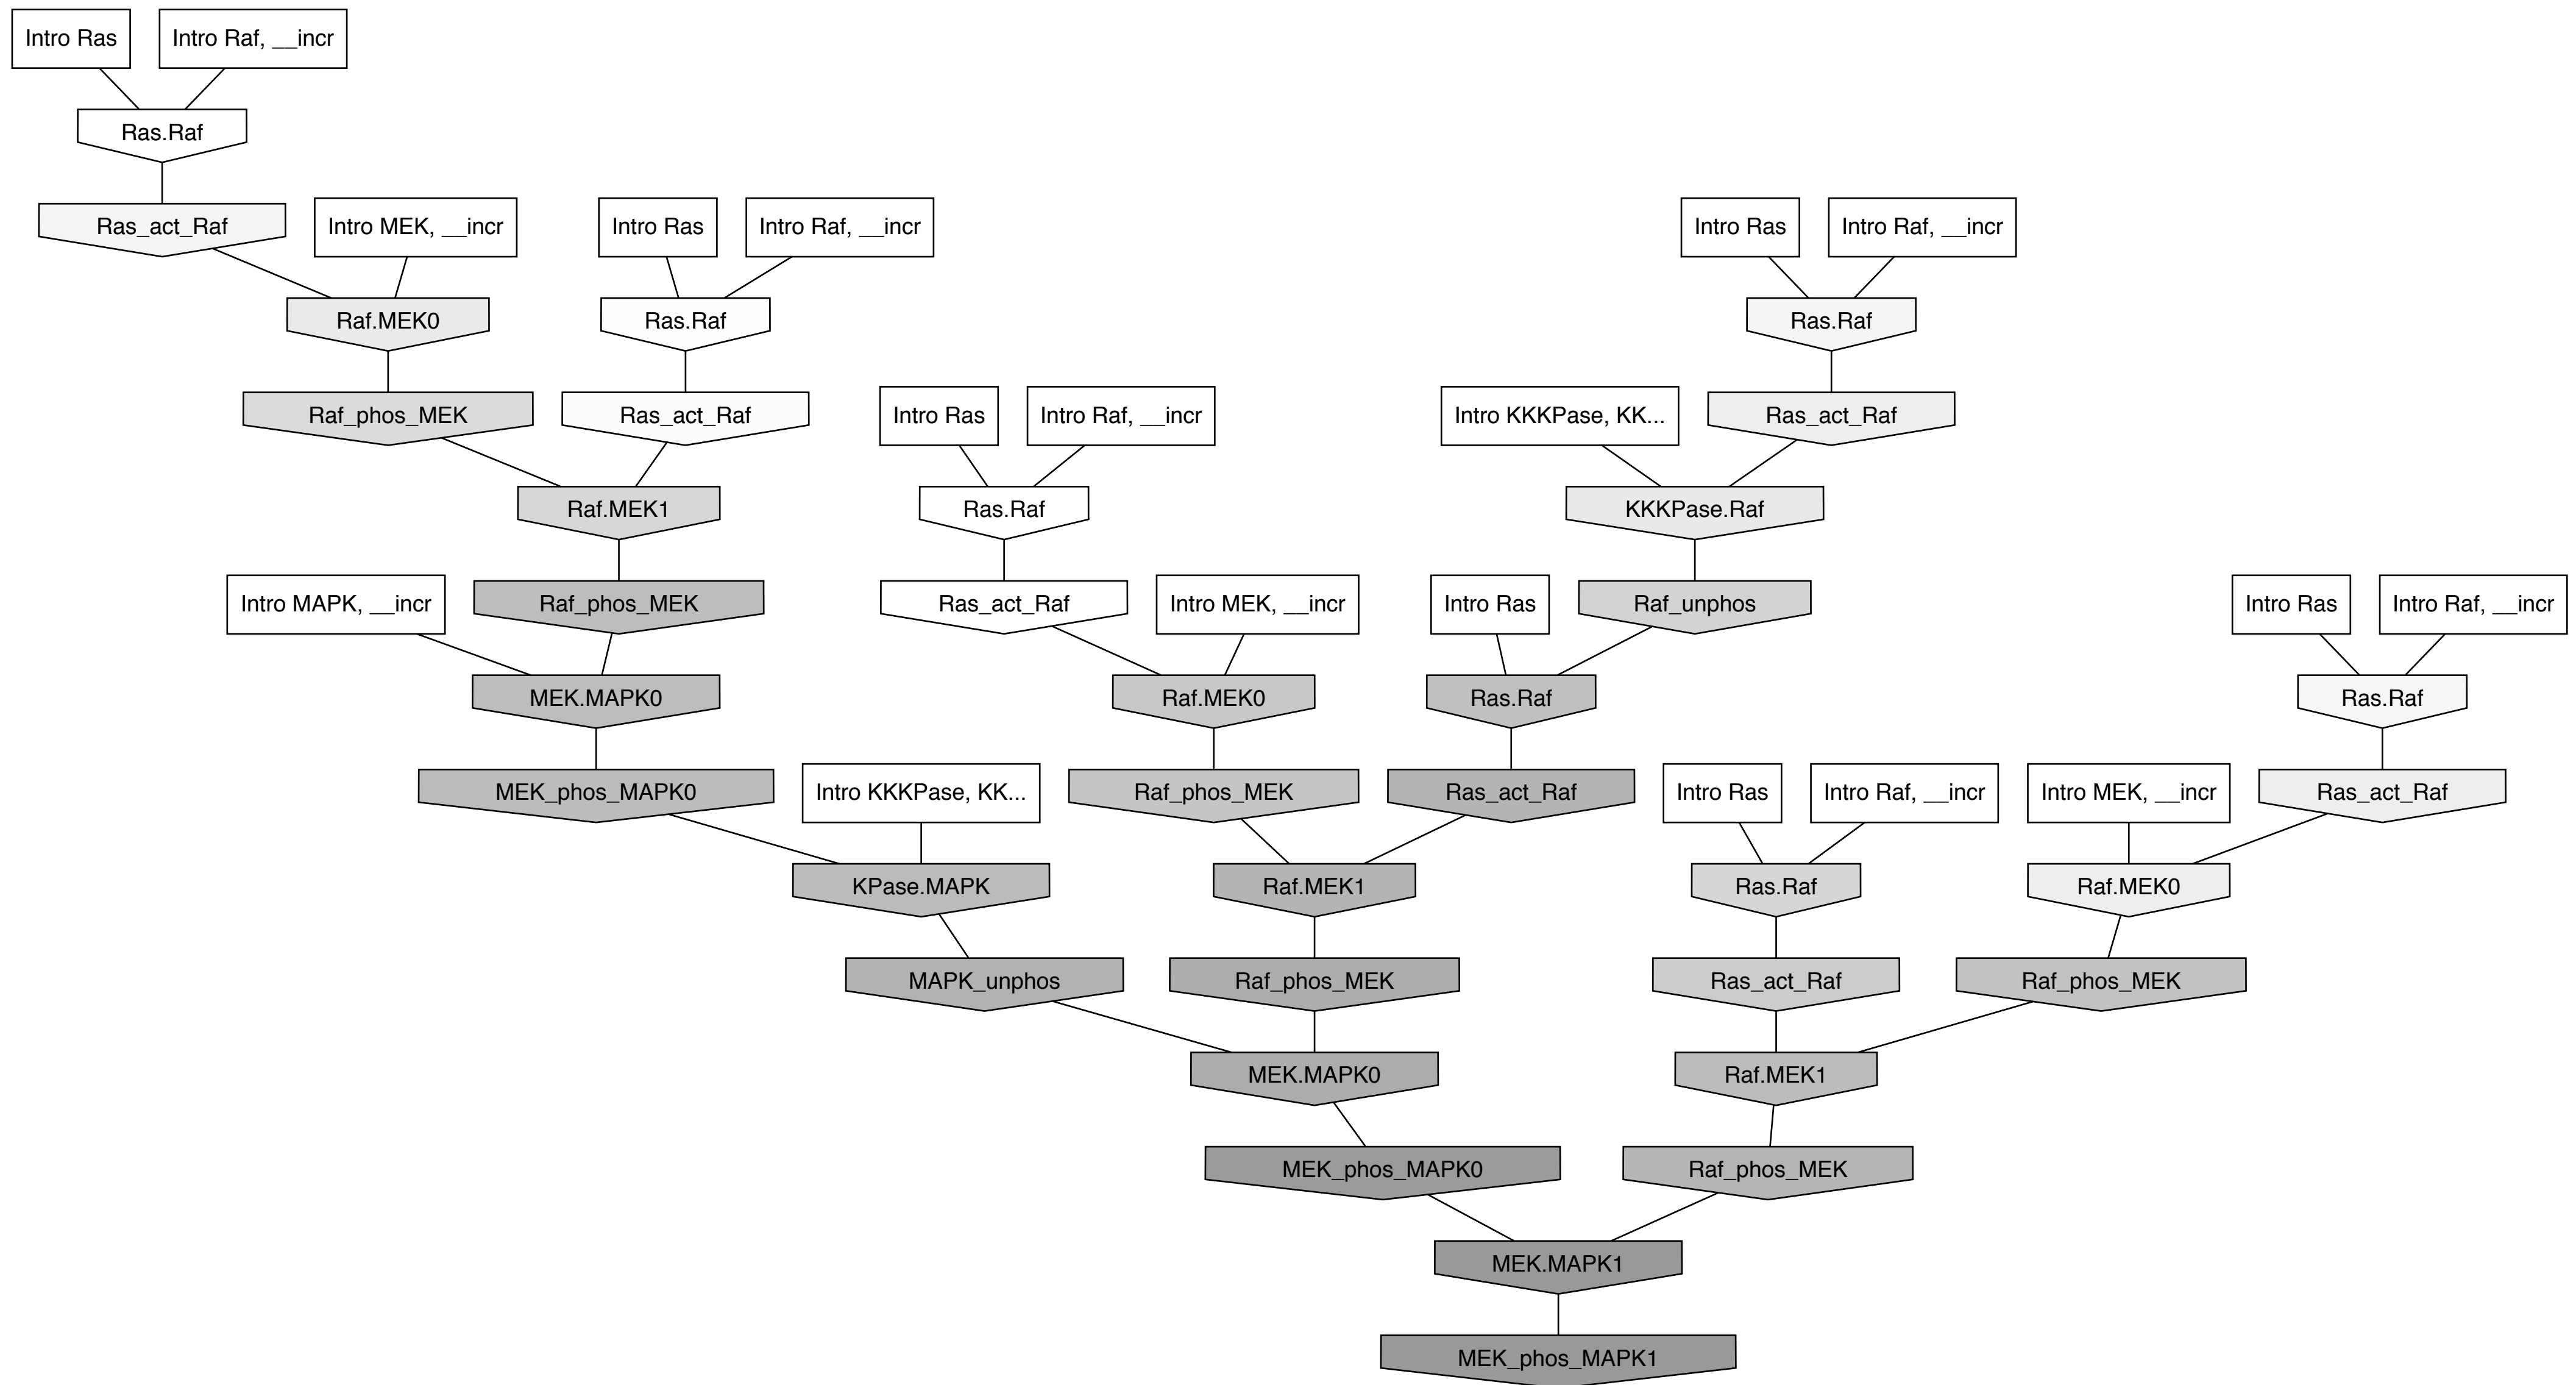 Intro Ras
Intro Raf, __incr
Ras.Raf
Ras_act_Raf
Intro MEK, __incr
Intro Ras
Intro Raf, __incr
Intro Ras
Intro Raf, __incr
Raf.MEK0
Ras.Raf
Ras.Raf
Raf_phos_MEK
Ras_act_Raf
Intro Ras
Intro Raf, __incr
Intro KKKPase, KK...
Ras_act_Raf
Raf.MEK1
Ras.Raf
KKKPase.Raf
Intro MAPK, __incr
Raf_phos_MEK
Ras_act_Raf
Intro MEK, __incr
Intro Ras
Raf_unphos
Intro Ras
Intro Raf, __incr
MEK.MAPK0
Raf.MEK0
Ras.Raf
Ras.Raf
MEK_phos_MAPK0
Intro KKKPase, KK...
Raf_phos_MEK
Ras_act_Raf
Intro Ras
Intro Raf, __incr
Intro MEK, __incr
Ras_act_Raf
KPase.MAPK
Raf.MEK1
Ras.Raf
Raf.MEK0
MAPK_unphos
Raf_phos_MEK
Ras_act_Raf
Raf_phos_MEK
MEK.MAPK0
Raf.MEK1
MEK_phos_MAPK0
Raf_phos_MEK
MEK.MAPK1
MEK_phos_MAPK1